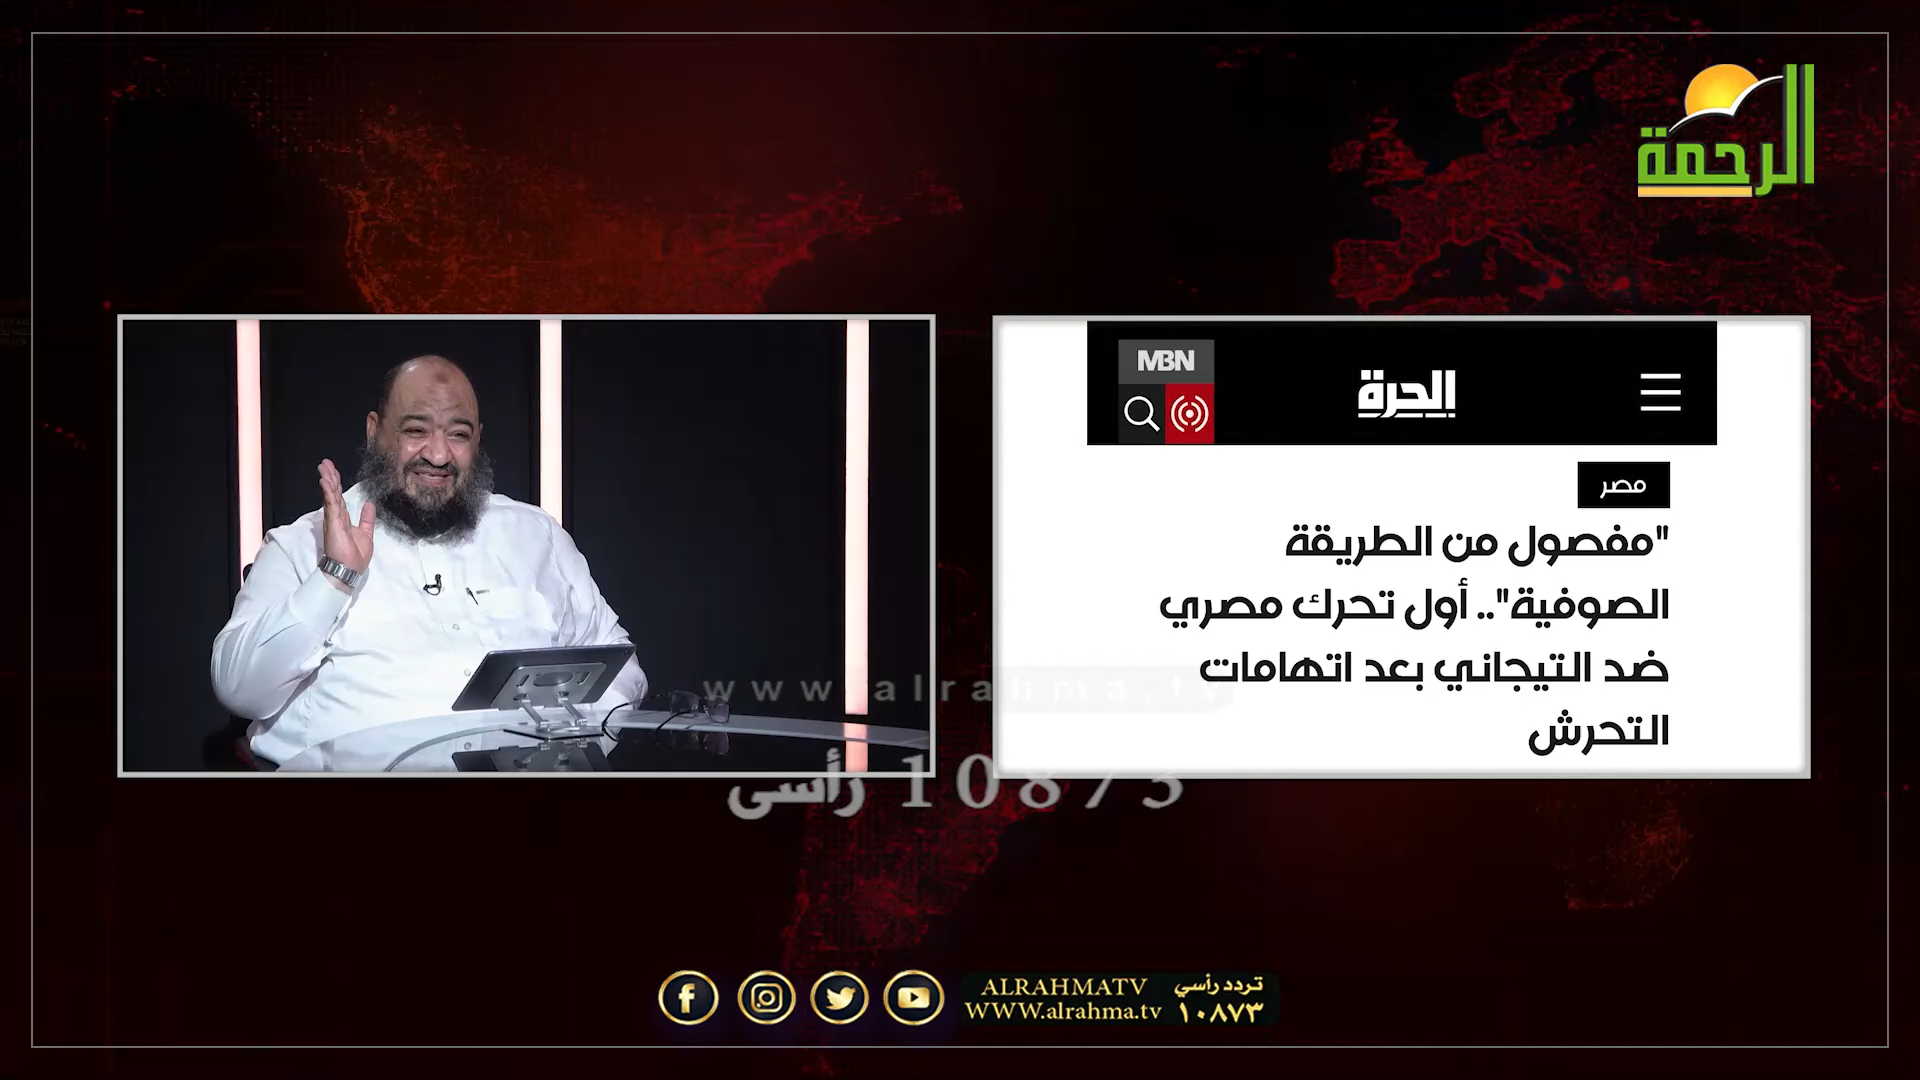 الرحمة
MBN
الحرة
مصر
"مفصول من الطريقة
الصوفية".. أول تحرك مصري
ضد التيجاني بعد اتهامات
التحرش
www.alrahma.tv
10873 رأسى
ALRAHMATV
WWW.alrahma.tv
تردد رأسي
١٠٨٧٣